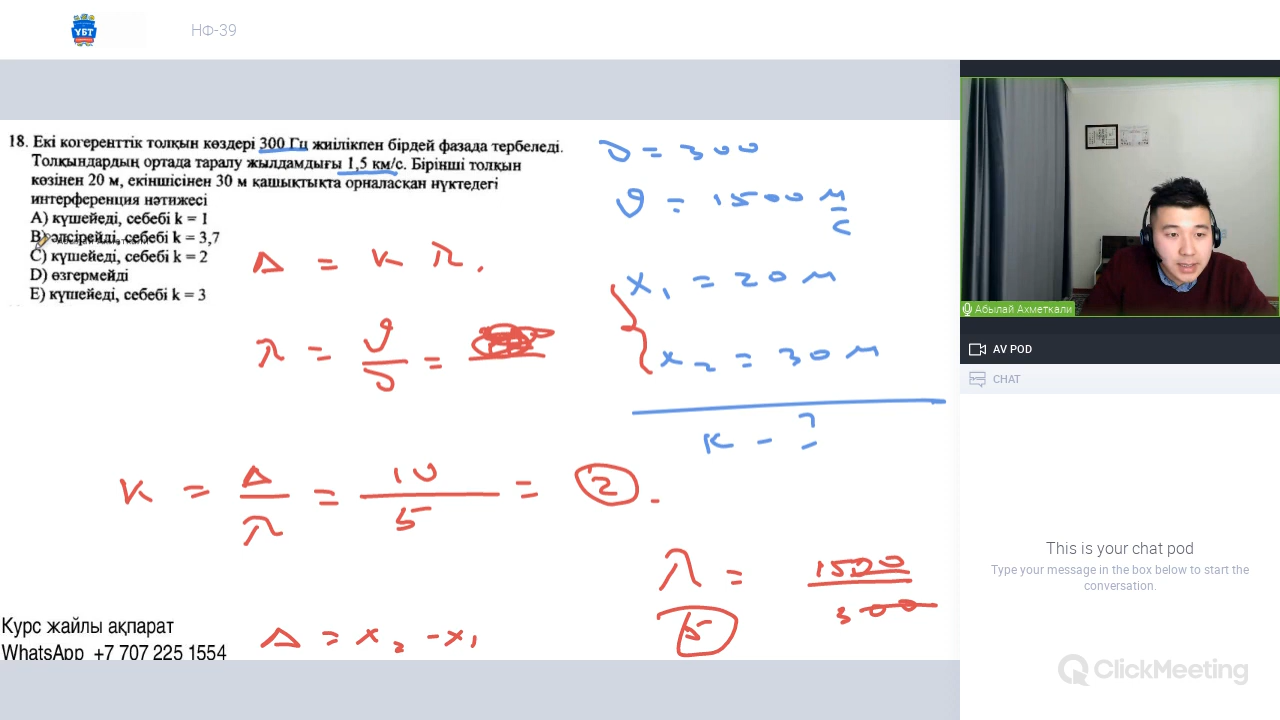 ҰБТ
НФ-39
18. Екі когеренттік толқын көздері 300 Гц жиілікпен бірдей фазада тербеледі.
Толқындардың ортада таралу жылдамдығы 1,5 км/с. Бірінші толқын
көзінен 20 м, екіншісінен 30 м қашықтықта орналасқан нүктедегі
интерференция нәтижесі
A) күшейеді, себебі k = 1
B) әлсірейді, себебі k = 3,7
C) күшейеді, себебі k = 2
D) өзгермейді
E) күшейеді, себебі k = 3
ν = 300
υ = 1500 м/с
x₁ = 20 м
x₂ = 30 м
к - ?
Δ = к λ.
λ = υ/ν =
к = Δ/λ = 10/5 = 2.
λ = 1500/300
5
Δ = x₂ - x₁
Курс жайлы ақпарат
WhatsApp +7 707 225 1554
Абылай Ахметкали
AV POD
CHAT
This is your chat pod
Type your message in the box below to start the
conversation.
ClickMeeting